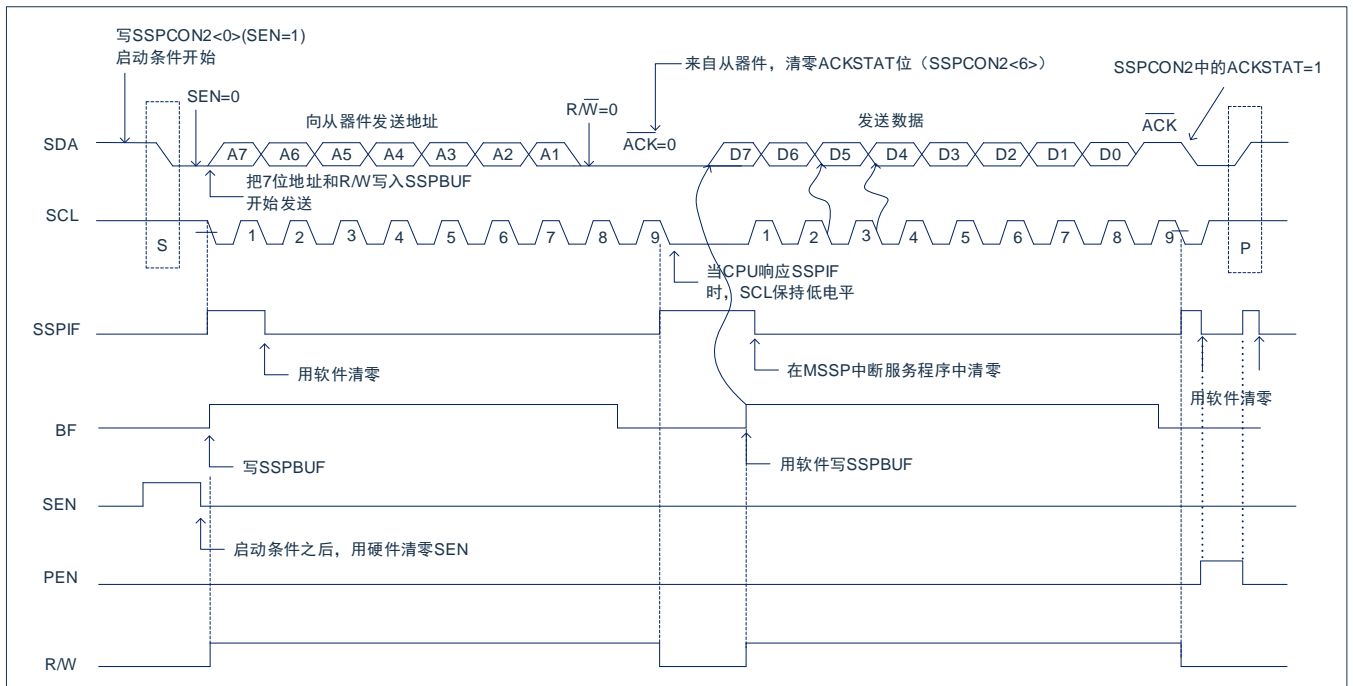 写SSPCON2<0>(SEN=1)
启动条件开始
来自从器件，清零ACKSTAT位（SSPCON2<6>）
SSPCON2中的ACKSTAT=1
SEN=0
向从器件发送地址
R/W=0
ACK=0
发送数据
ACK
SDA
A7 A6 A5 A4 A3 A2 A1
D7 D6 D5 D4 D3 D2 D1 D0
把7位地址和R/W写入SSPBUF
开始发送
SCL
S
1 2 3 4 5 6 7 8 9
1 2 3 4 5 6 7 8 9
P
当CPU响应SSPIF
时，SCL保持低电平
SSPIF
用软件清零
在MSSP中断服务程序中清零
用软件清零
BF
写SSPBUF
用软件写SSPBUF
SEN
启动条件之后，用硬件清零SEN
PEN
R/W